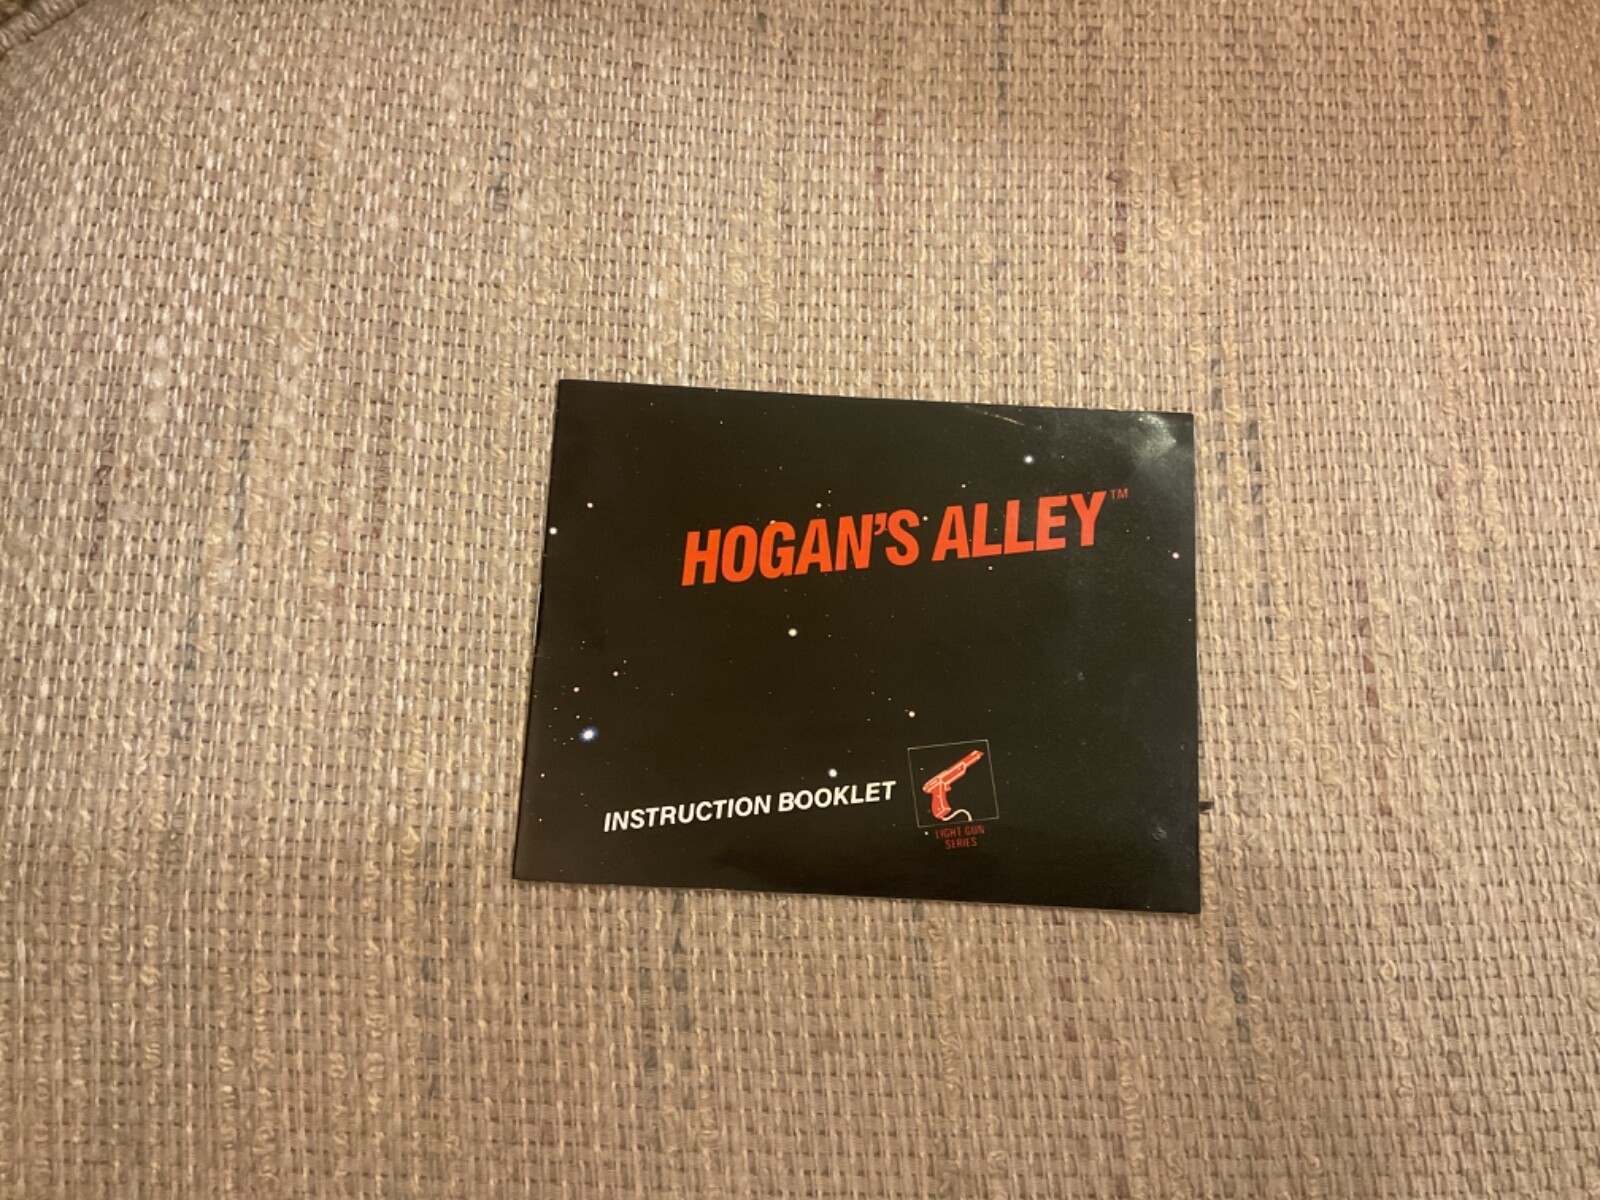 HOGAN'S ALLEY™
INSTRUCTION BOOKLET
LIGHT GUN
SERIES